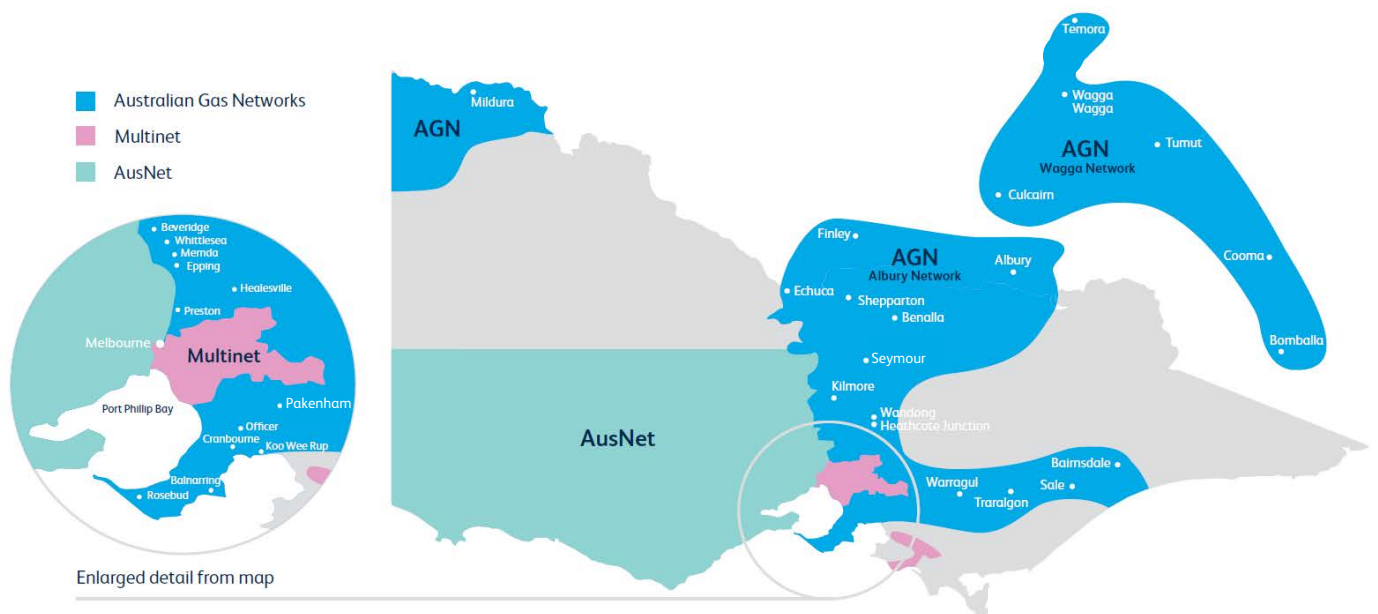 Australian Gas Networks
Multinet
AusNet
Beveridge
Whittlesea
Mernda
Epping
Healesville
Preston
Melbourne
Multinet
Port Phillip Bay
Pakenham
Officer
Cranbourne
Koo Wee Rup
Balnarring
Rosebud
Enlarged detail from map
Mildura
AGN
Temora
Wagga
Wagga
AGN
Wagga Network
Tumut
Culcairn
Cooma
Bomballa
Finley
AGN
Albury Network
Albury
Echuca
Shepparton
Benalla
Seymour
Kilmore
Wandong
Heathcote Junction
AusNet
Bairnsdale
Warragul
Sale
Traralgon